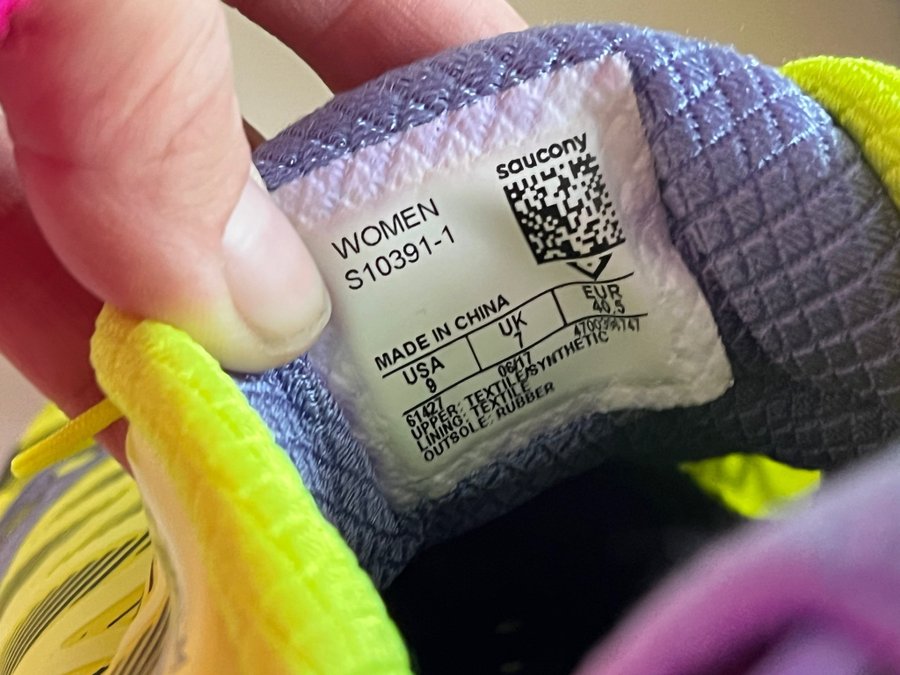 saucony
WOMEN
S10391-1
MADE IN CHINA
USA UK EUR
9 7 40.5
61427 06/17
UPPER: TEXTILE/SYNTHETIC
LINING: TEXTILE
OUTSOLE: RUBBER